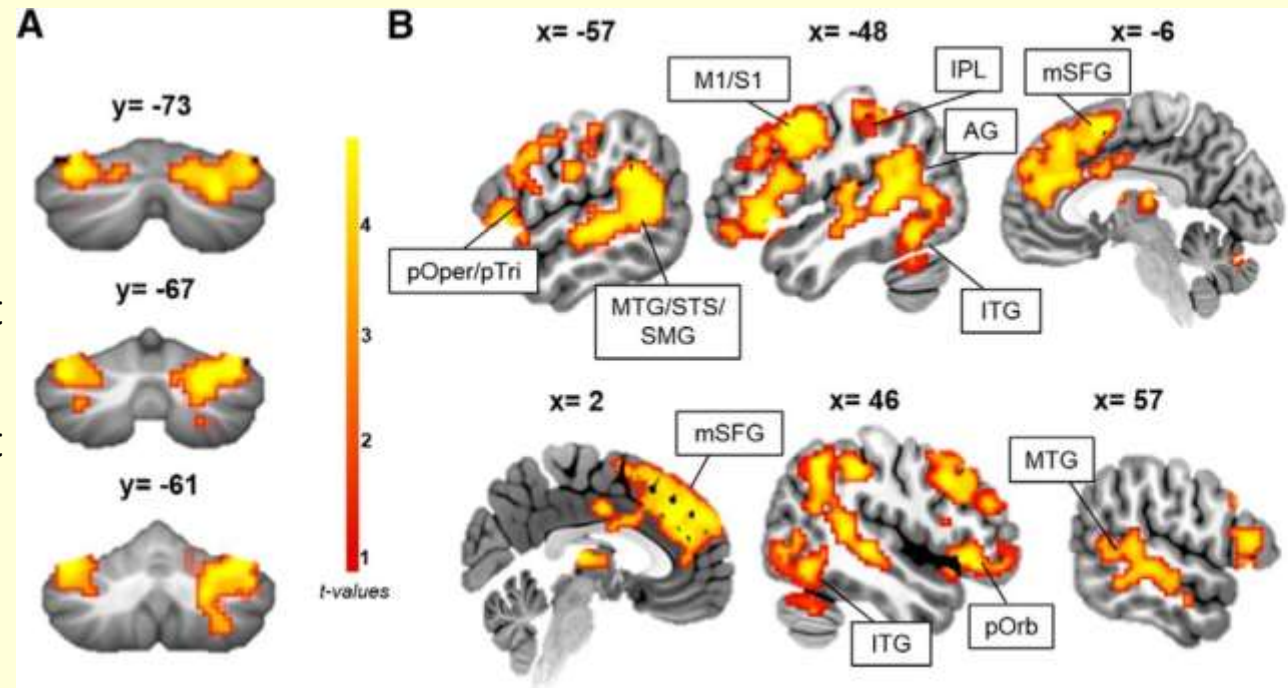 A
B
y= -73
y= -67
y= -61
4
3
2
1
t-values
x= -57
x= -48
x= -6
M1/S1
IPL
mSFG
AG
pOper/pTri
MTG/STS/
SMG
ITG
x= 2
x= 46
x= 57
mSFG
MTG
ITG
pOrb